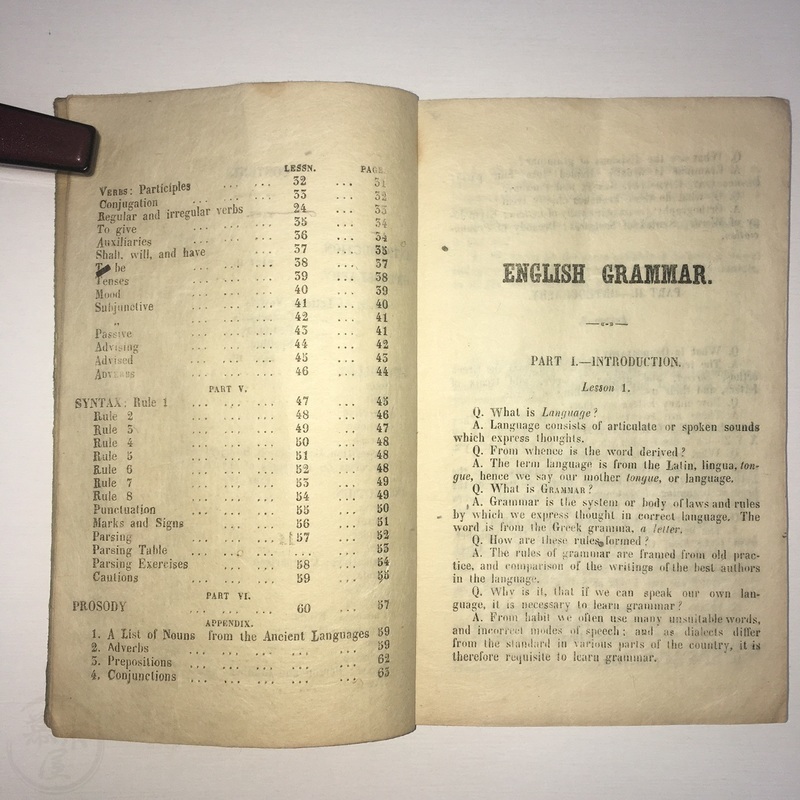 LESSN. PAGE
VERBS: Participles ... ... 32 ... 31
Conjugation ... ... 33 ... 32
Regular and irregular verbs ... 24 ... 33
To give ... ... 35 ... 34
Auxiliaries ... ... 36 ... 34
Shall, will, and have ... ... 37 ... 35
To be ... ... 38 ... 37
Tenses ... ... 39 ... 38
Mood ... ... 40 ... 39
Subjunctive ... ... 41 ... 40
,, ... ... 42 ... 41
Passive ... ... 43 ... 41
Advising ... ... 44 ... 42
Advised ... ... 45 ... 43
... ... 46 ... 44
PART V.
SYNTAX: Rule 1 ... ... ... 47 ... 45
Rule 2 ... ... ... 48 ... 46
Rule 3 ... ... ... 49 ... 47
Rule 4 ... ... ... 50 ... 48
Rule 5 ... ... ... 51 ... 48
Rule 6 ... ... ... 52 ... 48
Rule 7 ... ... ... 53 ... 49
Rule 8 ... ... ... 54 ... 49
Punctuation ... ... ... 55 ... 50
Marks and Signs ... ... 56 ... 51
Parsing ... ... ... 57 ... 52
Parsing Table ... ... ... ... 53
Parsing Exercises ... ... 58 ... 54
Cautions ... ... ... 59 ... 55
PART VI.
PROSODY ... ... ... 60 ... 57
APPENDIX.
1. A List of Nouns from the Ancient Languages 59
2. Adverbs ... ... ... ... ... 59
3. Prepositions ... ... ... ... ... 62
4. Conjunctions ... ... ... ... ... 63
ENGLISH GRAMMAR.
PART I.—INTRODUCTION.
Lesson 1.
Q. What is Language?
A. Language consists of articulate or spoken sounds
which express thoughts.
Q. From whence is the word derived?
A. The term language is from the Latin, lingua, ton-
gue, hence we say our mother tongue, or language.
Q. What is GRAMMAR?
A. Grammar is the system or body of laws and rules
by which we express thought in correct language. The
word is from the Greek gramma, a letter.
Q. How are these rules formed?
A. The rules of grammar are framed from old prac-
tice, and comparison of the writings of the best authors
in the language.
Q. Why is it, that if we can speak our own lan-
guage, it is necessary to learn grammar?
A. From habit we often use many unsuitable words,
and incorrect modes of speech; and as dialects differ
from the standard in various parts of the country, it is
therefore requisite to learn grammar.